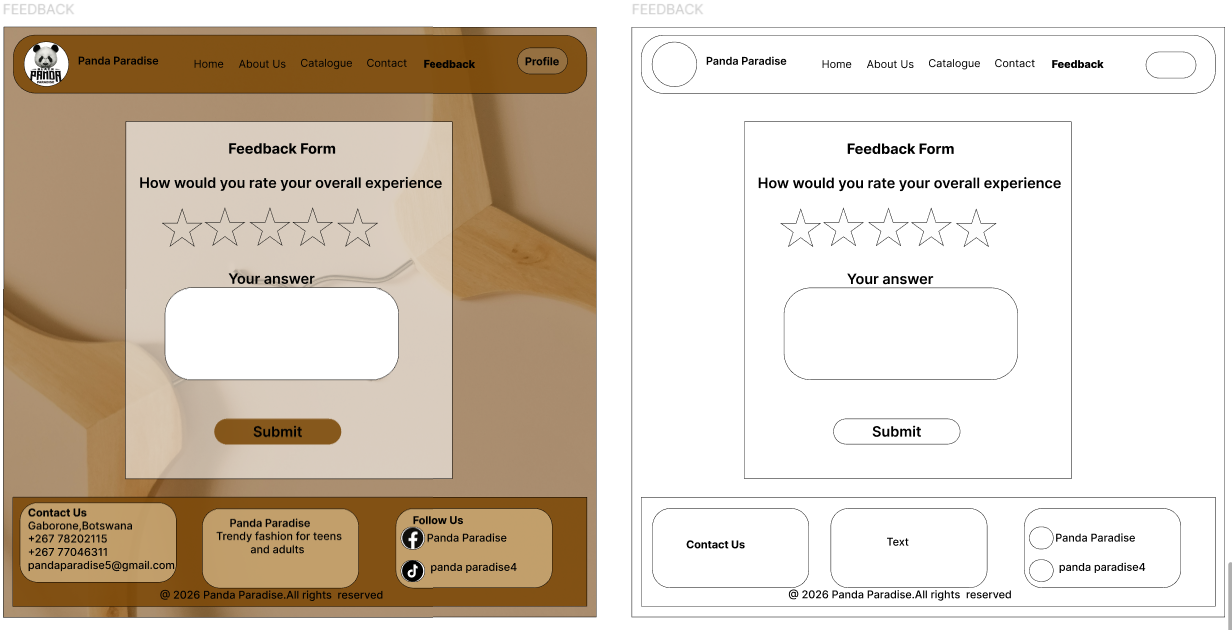 FEEDBACK
PANDA
PARADISE
Panda Paradise
Home
About Us
Catalogue
Contact
Feedback
Profile
Feedback Form
How would you rate your overall experience
Your answer
Submit
Contact Us
Gaborone,Botswana
+267 78202115
+267 77046311
pandaparadise5@gmail.com
Panda Paradise
Trendy fashion for teens
and adults
Follow Us
Panda Paradise
panda paradise4
@ 2026 Panda Paradise.All rights reserved
FEEDBACK
Panda Paradise
Home
About Us
Catalogue
Contact
Feedback
Feedback Form
How would you rate your overall experience
Your answer
Submit
Contact Us
Text
Panda Paradise
panda paradise4
@ 2026 Panda Paradise.All rights reserved